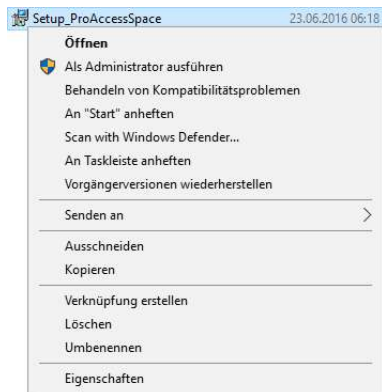 Setup_ProAccessSpace 23.06.2016 06:18
Öffnen
Als Administrator ausführen
Behandeln von Kompatibilitätsproblemen
An "Start" anheften
Scan with Windows Defender...
An Taskleiste anheften
Vorgängerversionen wiederherstellen
Senden an
Ausschneiden
Kopieren
Verknüpfung erstellen
Löschen
Umbenennen
Eigenschaften